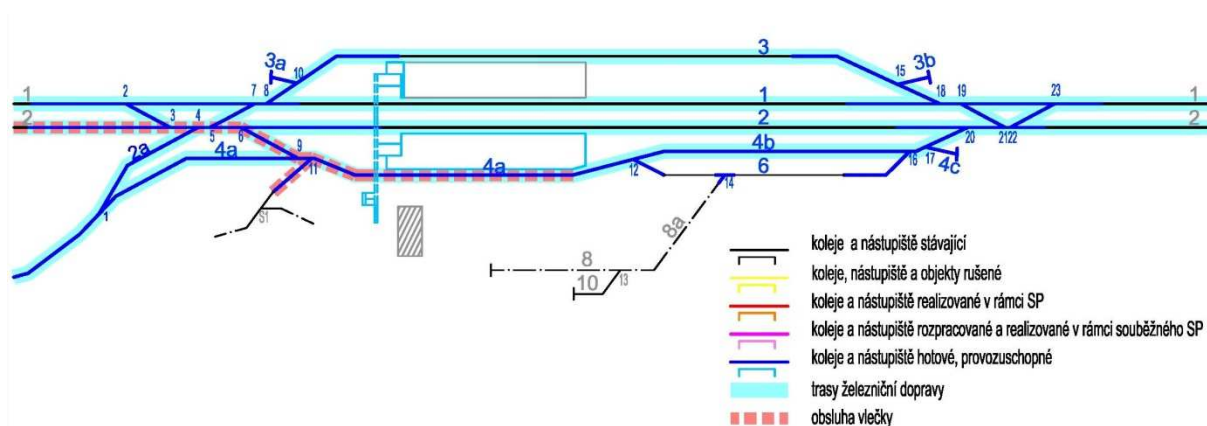 3
3a
10
15
3b
1
2
7
8
1
18
19
23
1
2
3
4
5
6
2
20
2122
2
2a
4a
9
11
4a
12
4b
6
14
16
17
4c
1
S1
8a
8
10
13
koleje a nástupiště stávající
koleje, nástupiště a objekty rušené
koleje a nástupiště realizované v rámci SP
koleje a nástupiště rozpracované a realizované v rámci souběžného SP
koleje a nástupiště hotové, provozuschopné
trasy železniční dopravy
obsluha vlečky